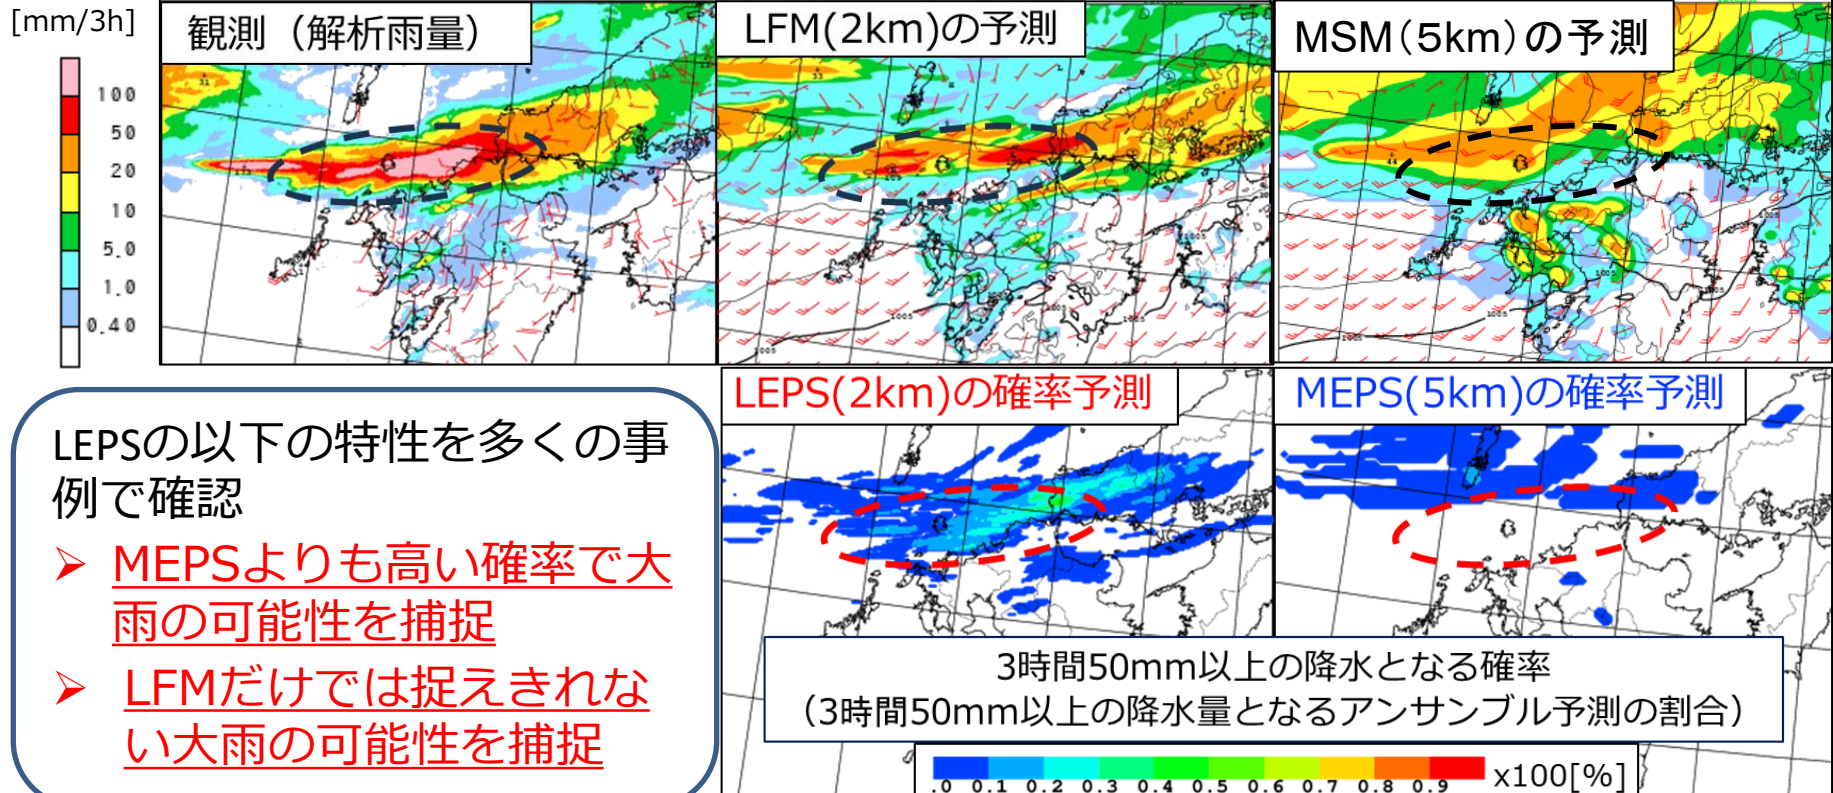 [mm/3h]
100
50
20
10
5.0
1.0
0.40
観測（解析雨量）
LFM(2km)の予測
MSM(5km)の予測
LEPS(2km)の確率予測
MEPS(5km)の確率予測
LEPSの以下の特性を多くの事
例で確認
➢ MEPSよりも高い確率で大
雨の可能性を捕捉
➢ LFMだけでは捉えきれな
い大雨の可能性を捕捉
3時間50mm以上の降水となる確率
（3時間50mm以上の降水量となるアンサンブル予測の割合）
.0 0.1 0.2 0.3 0.4 0.5 0.6 0.7 0.8 0.9 x100[%]